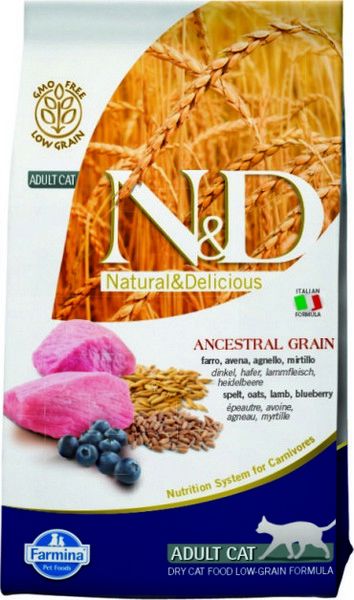 GMO FREE
LOW GRAIN
ADULT CAT
N&D
Natural&Delicious
ITALIAN
FORMULA
ANCESTRAL GRAIN
farro, avena, agnello, mirtillo
dinkel, hafer, lammfleisch,
heidelbeere
spelt, oats, lamb, blueberry
épeautre, avoine,
agneau, myrtille
Nutrition System for Carnivores
Farmina
Pet Foods
ADULT CAT
DRY CAT FOOD LOW-GRAIN FORMULA